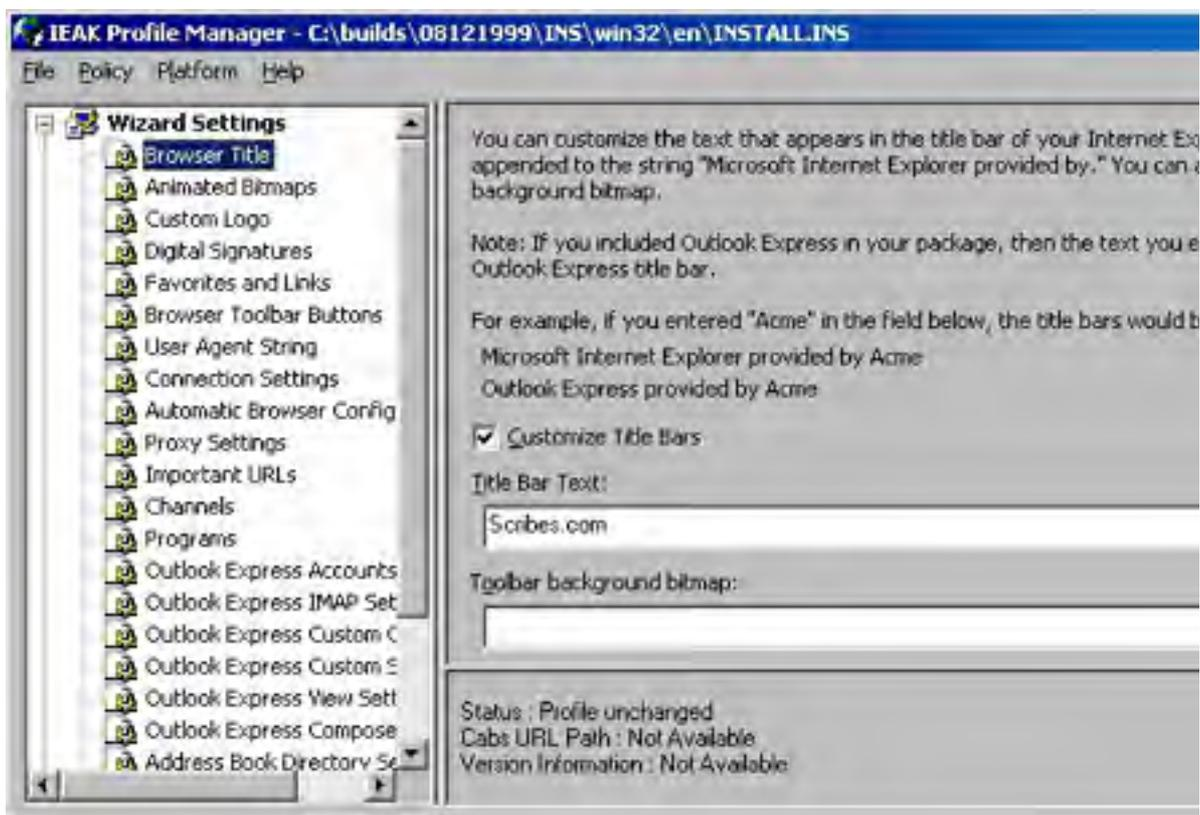 IEAK Profile Manager - C:\builds\08121999\INS\win32\en\INSTALL.INS
File Policy Platform Help
Wizard Settings
Browser Title
Animated Bitmaps
Custom Logo
Digital Signatures
Favorites and Links
Browser Toolbar Buttons
User Agent String
Connection Settings
Automatic Browser Config
Proxy Settings
Important URLs
Channels
Programs
Outlook Express Accounts
Outlook Express IMAP Set
Outlook Express Custom C
Outlook Express Custom S
Outlook Express View Sett
Outlook Express Compose
Address Book Directory Se
You can customize the text that appears in the title bar of your Internet Ex
appended to the string "Microsoft Internet Explorer provided by." You can a
background bitmap.
Note: If you included Outlook Express in your package, then the text you e
Outlook Express title bar.
For example, if you entered "Acme" in the field below, the title bars would b
Microsoft Internet Explorer provided by Acme
Outlook Express provided by Acme
Customize Title Bars
Title Bar Text:
Scribes.com
Toolbar background bitmap:
Status : Profile unchanged
Cabs URL Path : Not Available
Version Information : Not Available